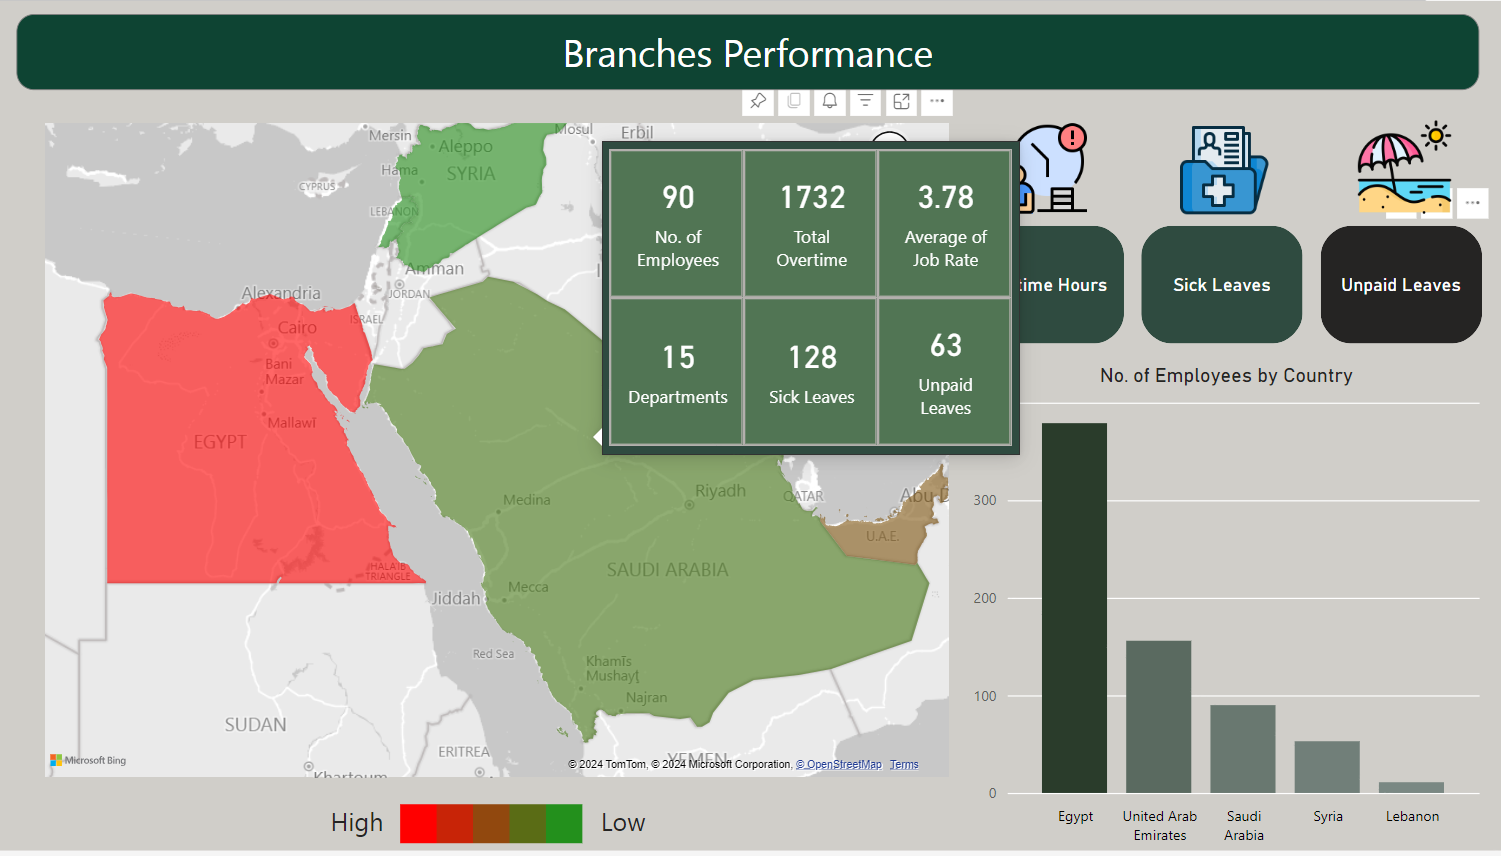 Branches Performance
Mersin
Mosul
Erbil
Aleppo
Hama
SYRIA
CYPRUS
LEBANON
Amman
JORDAN
Alexandria
ISRAEL
Cairo
Bani
Mazar
Mallawī
EGYPT
HALA'IB
TRIANGLE
Medina
Riyadh
QATAR
Abu D
U.A.E.
SAUDI ARABIA
Mecca
Jiddah
Red Sea
Khamīs
Mushayţ
Najran
SUDAN
ERITREA
YEMEN
Khartoum
Microsoft Bing
© 2024 TomTom, © 2024 Microsoft Corporation, © OpenStreetMap Terms
90
No. of
Employees
1732
Total
Overtime
3.78
Average of
Job Rate
15
Departments
128
Sick Leaves
63
Unpaid
Leaves
time Hours
Sick Leaves
Unpaid Leaves
No. of Employees by Country
300
200
100
0
Egypt
United Arab
Emirates
Saudi
Arabia
Syria
Lebanon
High
Low